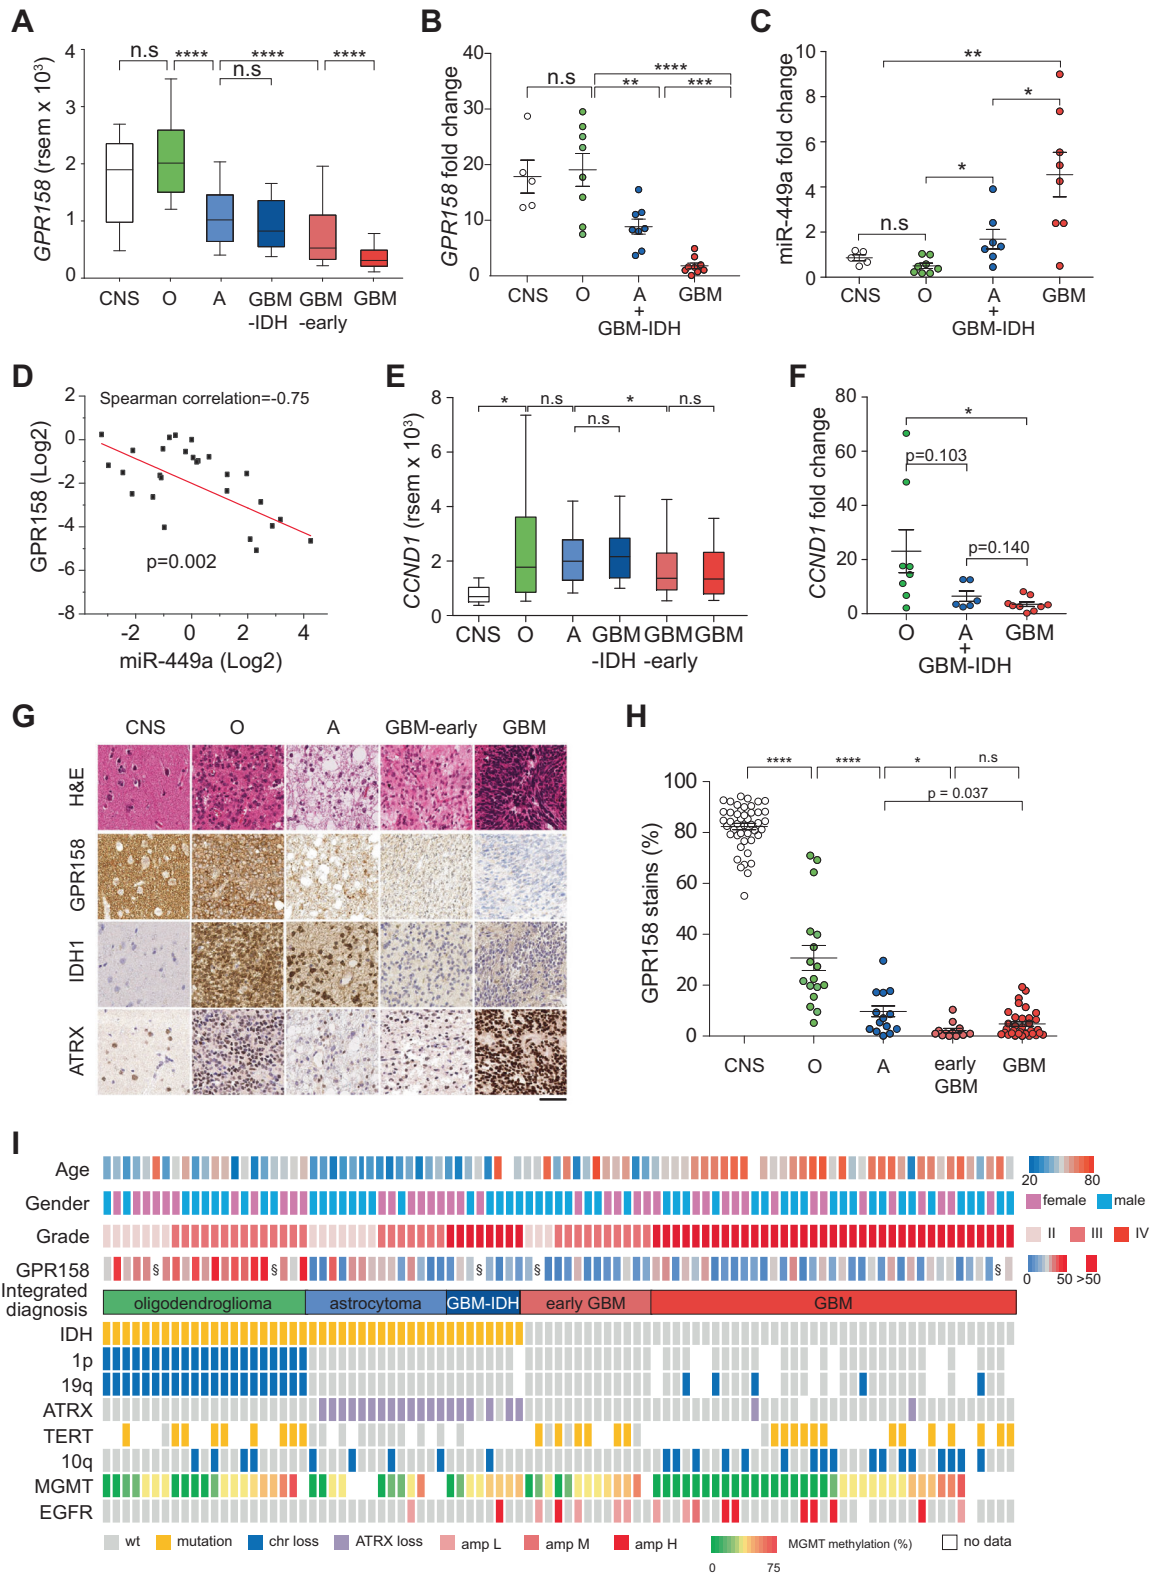 A
GPR158 (rsem x 10³)
4
3
2
1
0
n.s
****
****
n.s
****
CNS
O
A
GBM
-IDH
GBM
-early
GBM
B
GPR158 fold change
40
30
20
10
0
n.s
****
**
***
CNS
O
A
+
GBM-IDH
GBM
C
miR-449a fold change
10
8
6
4
2
0
**
*
*
n.s
CNS
O
A
+
GBM-IDH
GBM
D
GPR158 (Log2)
2
0
-2
-4
-6
-8
Spearman correlation=-0.75
p=0.002
-2
0
2
4
miR-449a (Log2)
E
CCND1 (rsem x 10³)
8
6
4
2
0
*
n.s
*
n.s
n.s
CNS
O
A
GBM
-IDH
GBM
-early
GBM
F
CCND1 fold change
80
60
40
20
0
*
p=0.103
p=0.140
O
A
+
GBM-IDH
GBM
G
CNS
O
A
GBM-early
GBM
H&E
GPR158
IDH1
ATRX
H
GPR158 stains (%)
100
80
60
40
20
0
****
****
*
n.s
p = 0.037
CNS
O
A
early
GBM
GBM
I
Age
20
80
Gender
female
male
Grade
II
III
IV
GPR158
§
§
§
§
§
0
50
>50
Integrated
diagnosis
oligodendroglioma
astrocytoma
GBM-IDH
early GBM
GBM
IDH
1p
19q
ATRX
TERT
10q
MGMT
EGFR
wt
mutation
chr loss
ATRX loss
amp L
amp M
amp H
MGMT methylation (%)
0
75
no data